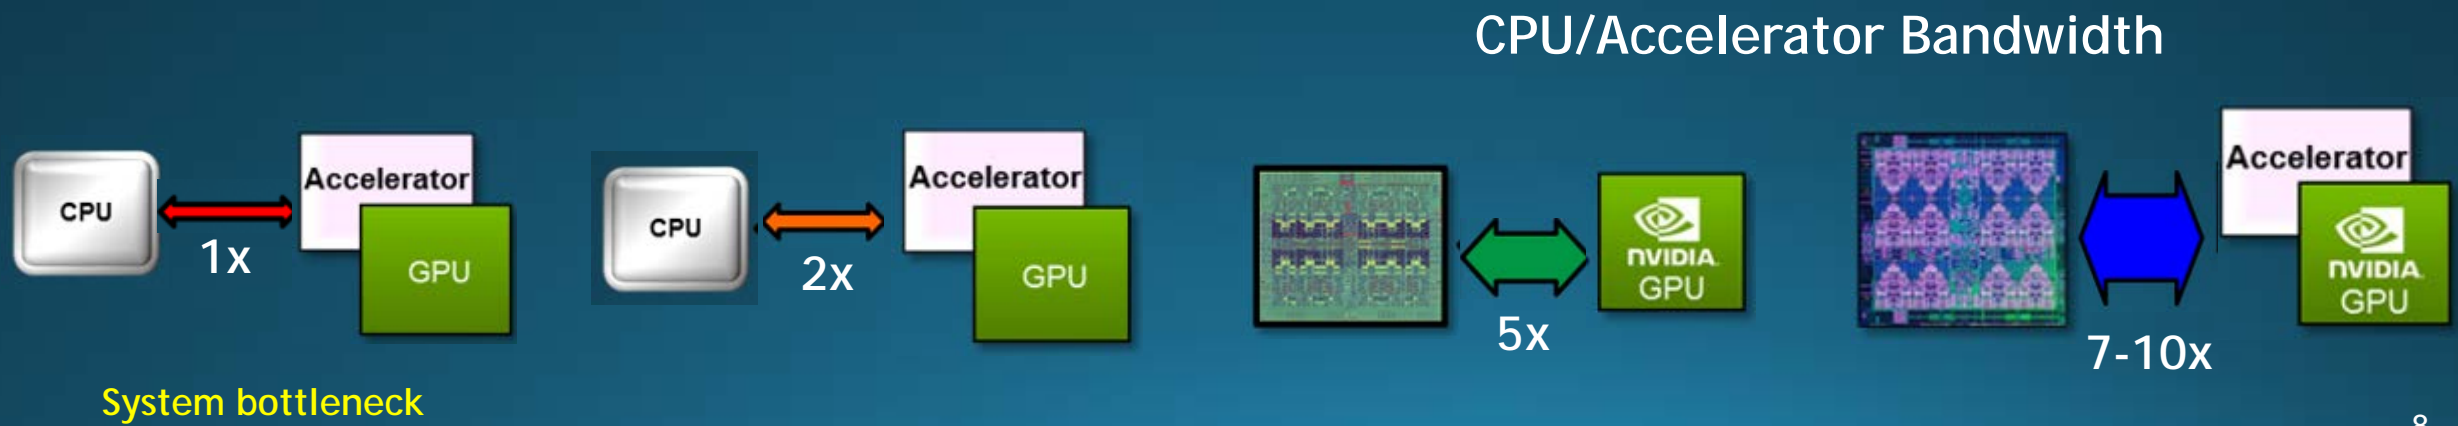 CPU/Accelerator Bandwidth
CPU
Accelerator
GPU
1x
CPU
Accelerator
GPU
2x
NVIDIA.
GPU
5x
Accelerator
NVIDIA.
GPU
7-10x
System bottleneck
8